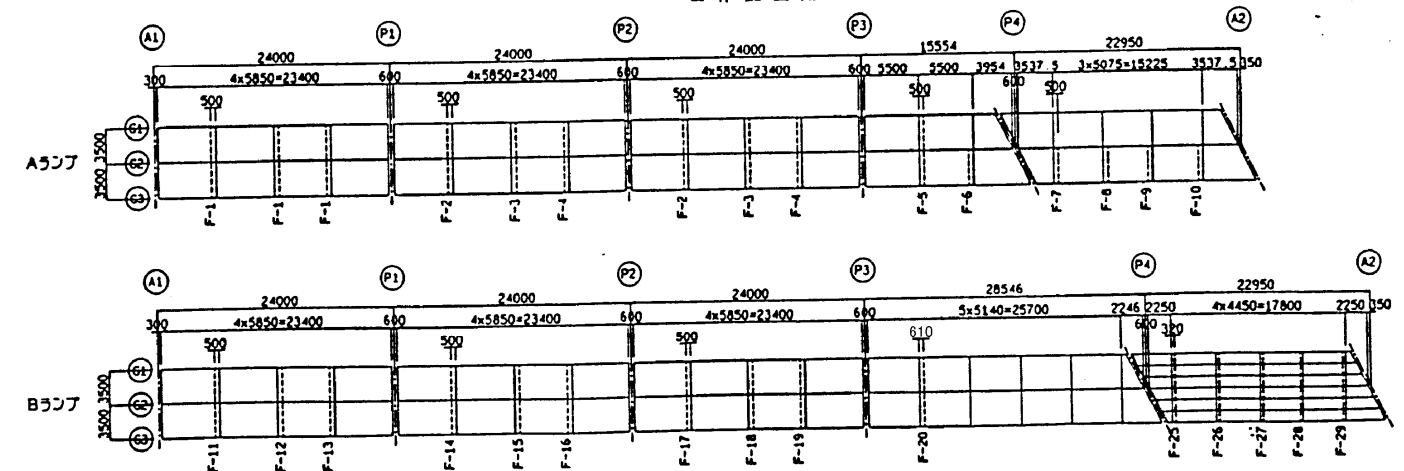 A1 P1 P2 P3 P4 A2
24000 24000 24000 15554 22950
300 4x5850=23400 600 4x5850=23400 600 4x5850=23400 600 5500 5500 3954 3537.5 3x5075=15225 3537.5 350
600
500 500 500 500 500
G1
3500
Aランプ G2
3500
G3
F-1 F-1 F-1 F-2 F-3 F-4 F-2 F-3 F-4 F-5 F-6 F-7 F-8 F-9 F-10
A1 P1 P2 P3 P4 A2
24000 24000 24000 28546 22950
300 4x5850=23400 600 4x5850=23400 600 4x5850=23400 600 5x5140=25700 2246 2250 4x4450=17800 2250 350
600
500 500 500 610 320
G1
3500
Bランプ G2
3500
G3
F-11 F-12 F-13 F-14 F-15 F-16 F-17 F-18 F-19 F-20 F-25 F-26 F-27 F-28 F-29